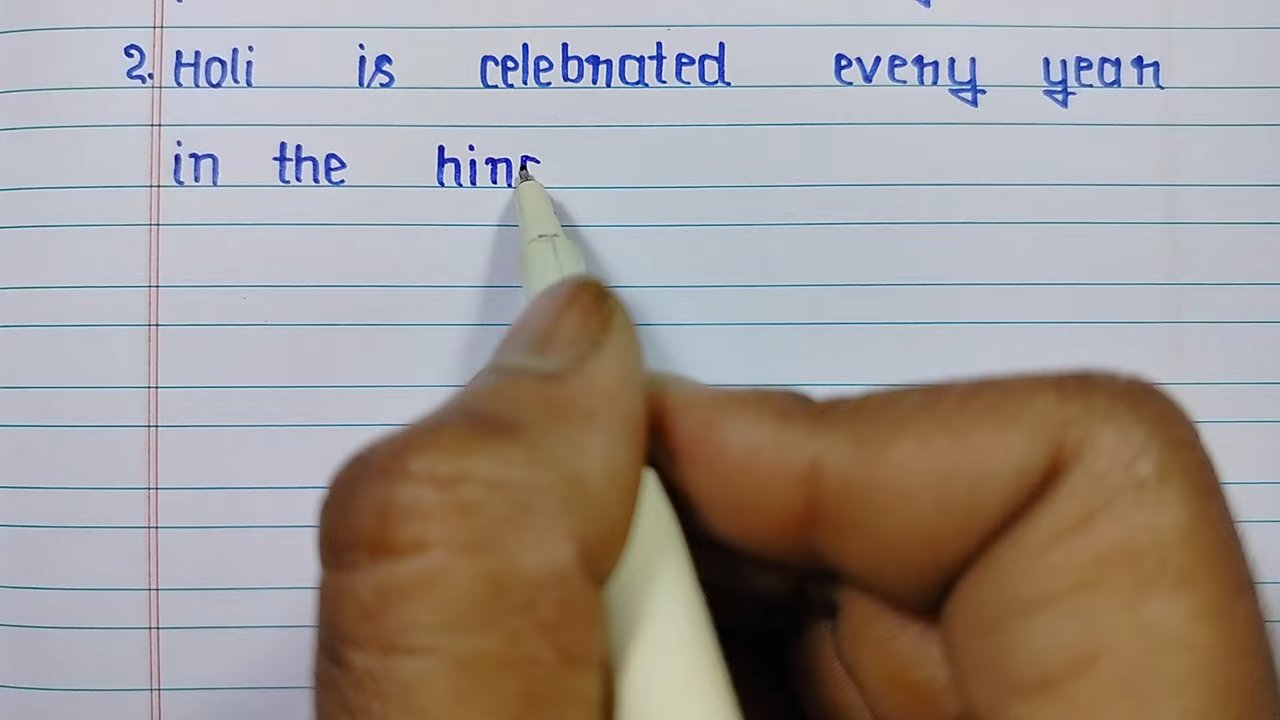 2. Holi is celebrated every year
in the hin